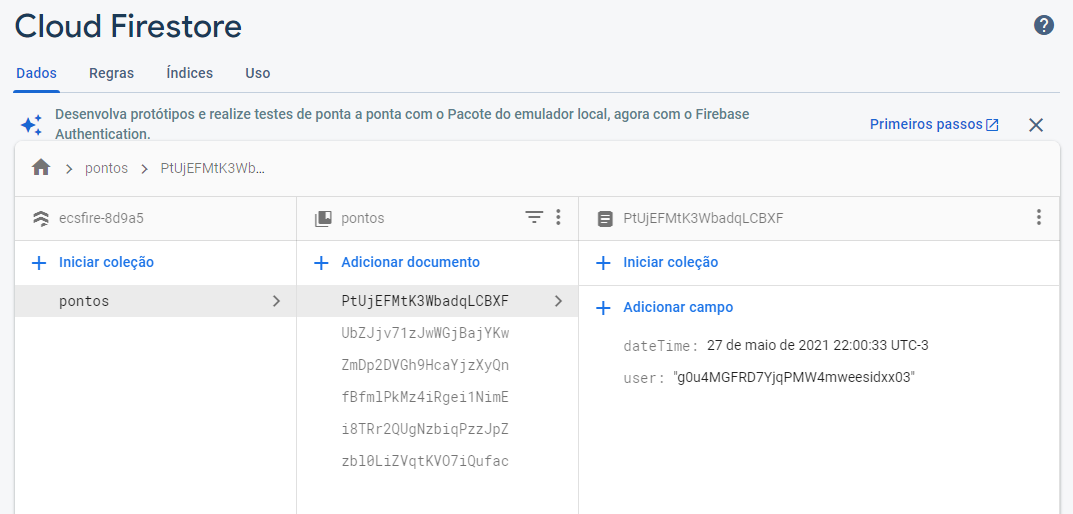 Cloud Firestore
Dados Regras Índices Uso
Desenvolva protótipos e realize testes de ponta a ponta com o Pacote do emulador local, agora com o Firebase
Authentication.
Primeiros passos
pontos PtUjEFMtK3Wb...
ecsfire-8d9a5
Iniciar coleção
pontos
pontos
Adicionar documento
PtUjEFMtK3WbadqLCBXF
UbZJjv71zJwWGjBajYKw
ZmDp2DVGh9HcaYjzXyQn
fBfmlPkMz4iRgei1NimE
i8TRr2QUgNzbiqPzzJpZ
zbl0LiZVqtKVO7iQufac
PtUjEFMtK3WbadqLCBXF
Iniciar coleção
Adicionar campo
dateTime: 27 de maio de 2021 22:00:33 UTC-3
user: "g0u4MGFRD7YjqPMW4mweesidxx03"